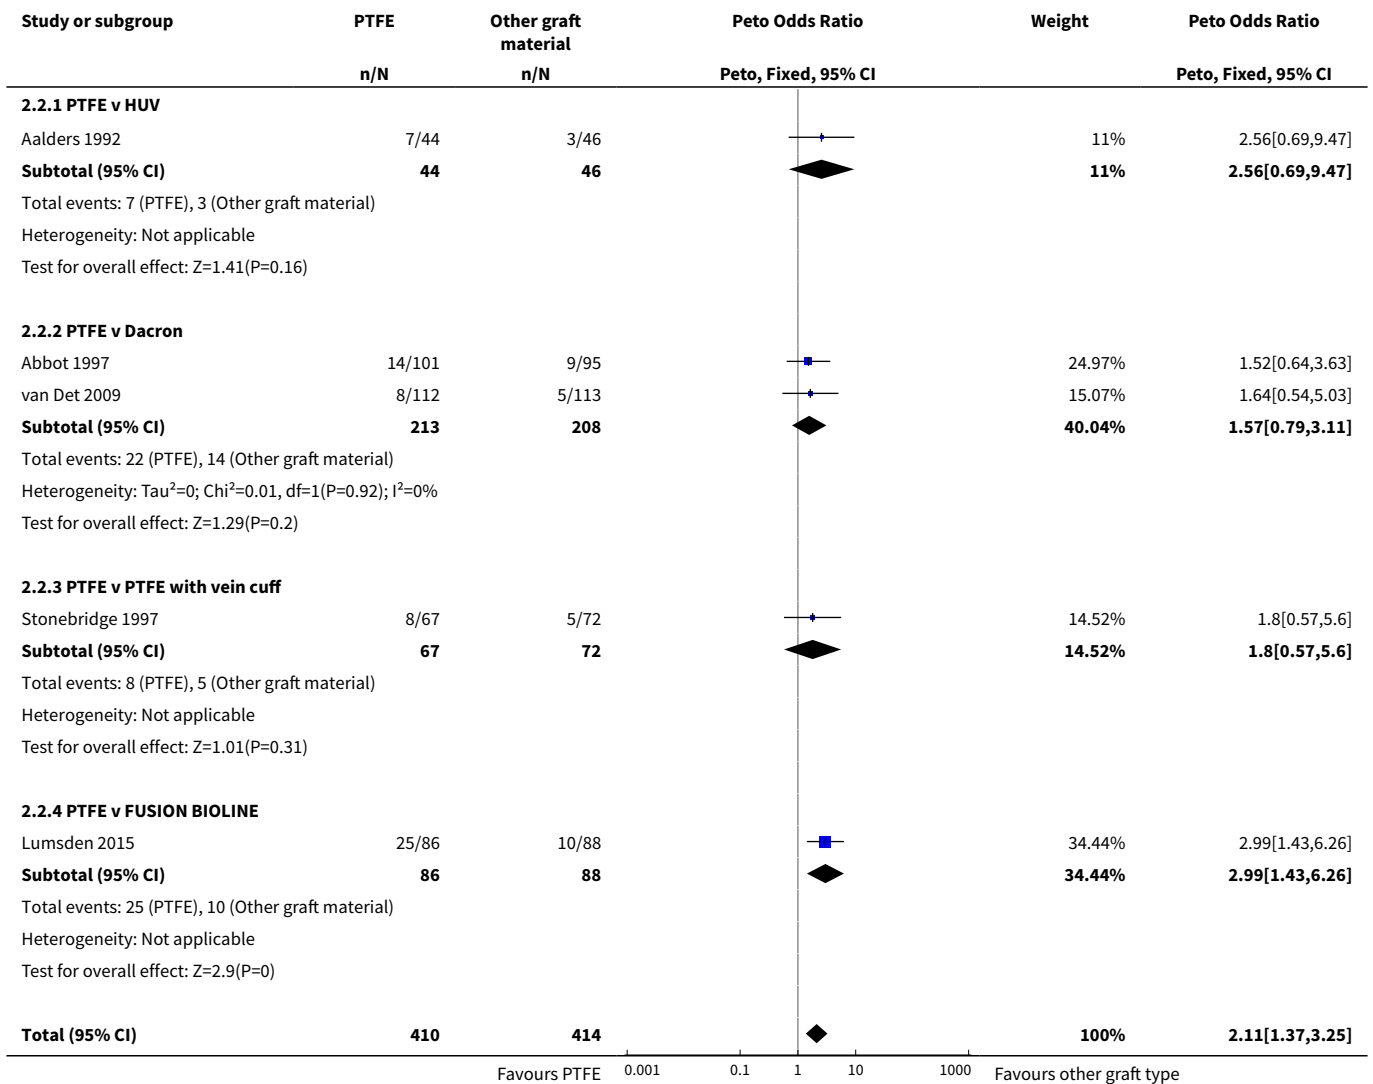 Study or subgroup PTFE Other graft material Peto Odds Ratio Weight Peto Odds Ratio
n/N n/N Peto, Fixed, 95% CI Peto, Fixed, 95% CI
2.2.1 PTFE v HUV
Aalders 1992 7/44 3/46 11% 2.56[0.69,9.47]
Subtotal (95% CI) 44 46 11% 2.56[0.69,9.47]
Total events: 7 (PTFE), 3 (Other graft material)
Heterogeneity: Not applicable
Test for overall effect: Z=1.41(P=0.16)
2.2.2 PTFE v Dacron
Abbot 1997 14/101 9/95 24.97% 1.52[0.64,3.63]
van Det 2009 8/112 5/113 15.07% 1.64[0.54,5.03]
Subtotal (95% CI) 213 208 40.04% 1.57[0.79,3.11]
Total events: 22 (PTFE), 14 (Other graft material)
Heterogeneity: Tau²=0; Chi²=0.01, df=1(P=0.92); I²=0%
Test for overall effect: Z=1.29(P=0.2)
2.2.3 PTFE v PTFE with vein cuff
Stonebridge 1997 8/67 5/72 14.52% 1.8[0.57,5.6]
Subtotal (95% CI) 67 72 14.52% 1.8[0.57,5.6]
Total events: 8 (PTFE), 5 (Other graft material)
Heterogeneity: Not applicable
Test for overall effect: Z=1.01(P=0.31)
2.2.4 PTFE v FUSION BIOLINE
Lumsden 2015 25/86 10/88 34.44% 2.99[1.43,6.26]
Subtotal (95% CI) 86 88 34.44% 2.99[1.43,6.26]
Total events: 25 (PTFE), 10 (Other graft material)
Heterogeneity: Not applicable
Test for overall effect: Z=2.9(P=0)
Total (95% CI) 410 414 100% 2.11[1.37,3.25]
Favours PTFE 0.001 0.1 1 10 1000 Favours other graft type